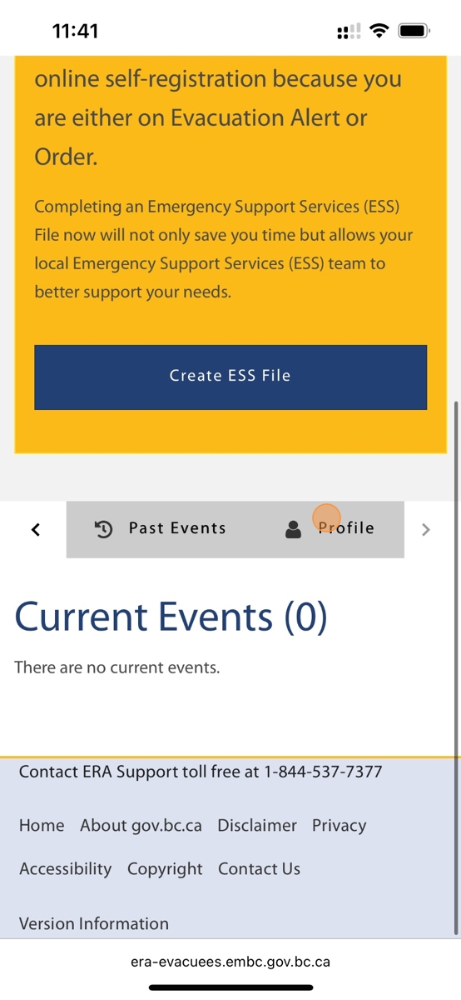 11:41
online self-registration because you
are either on Evacuation Alert or
Order.
Completing an Emergency Support Services (ESS)
File now will not only save you time but allows your
local Emergency Support Services (ESS) team to
better support your needs.
Create ESS File
Past Events Profile
Current Events (0)
There are no current events.
Contact ERA Support toll free at 1-844-537-7377
Home About gov.bc.ca Disclaimer Privacy
Accessibility Copyright Contact Us
Version Information
era-evacuees.embc.gov.bc.ca